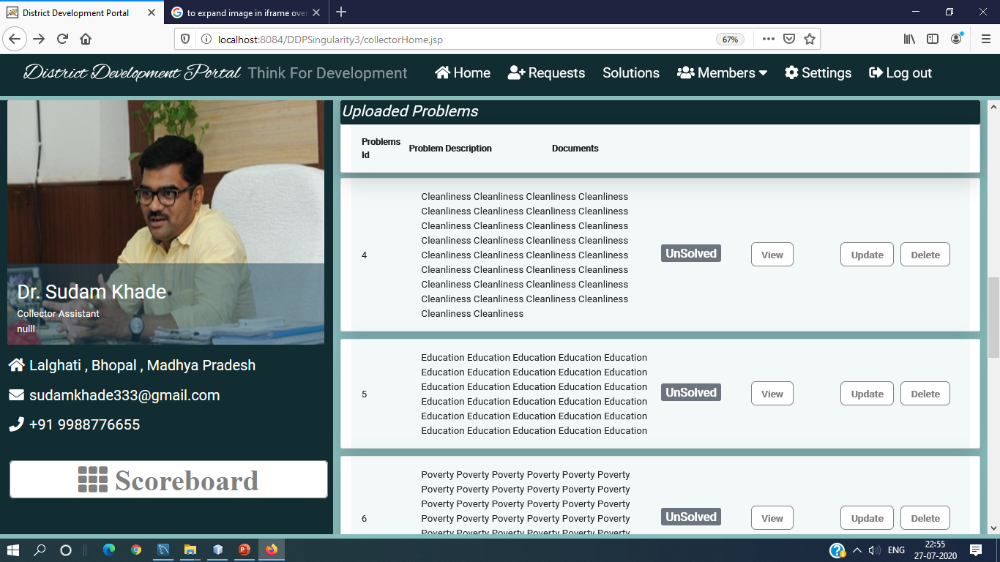 District Development Portal
to expand image in iframe over
localhost:8084/DDPSingularity3/collectorHome.jsp
67%
District Development Portal Think For Development
Home
Requests
Solutions
Members
Settings
Log out
Dr. Sudam Khade
Collector Assistant
nulll
Lalghati , Bhopal , Madhya Pradesh
sudamkhade333@gmail.com
+91 9988776655
Scoreboard
Uploaded Problems
Problems
Id
Problem Description
Documents
4
Cleanliness Cleanliness Cleanliness Cleanliness
Cleanliness Cleanliness Cleanliness Cleanliness
Cleanliness Cleanliness Cleanliness Cleanliness
Cleanliness Cleanliness Cleanliness Cleanliness
Cleanliness Cleanliness Cleanliness Cleanliness
Cleanliness Cleanliness Cleanliness Cleanliness
Cleanliness Cleanliness Cleanliness Cleanliness
Cleanliness Cleanliness Cleanliness Cleanliness
Cleanliness Cleanliness
UnSolved
View
Update
Delete
5
Education Education Education Education Education
Education Education Education Education Education
Education Education Education Education Education
Education Education Education Education Education
Education Education Education Education Education
Education Education Education Education Education
UnSolved
View
Update
Delete
6
Poverty Poverty Poverty Poverty Poverty Poverty
Poverty Poverty Poverty Poverty Poverty Poverty
Poverty Poverty Poverty Poverty Poverty Poverty
Poverty Poverty Poverty Poverty Poverty Poverty
Poverty Poverty Poverty Poverty Poverty Poverty
UnSolved
View
Update
Delete
ENG
22:55
27-07-2020